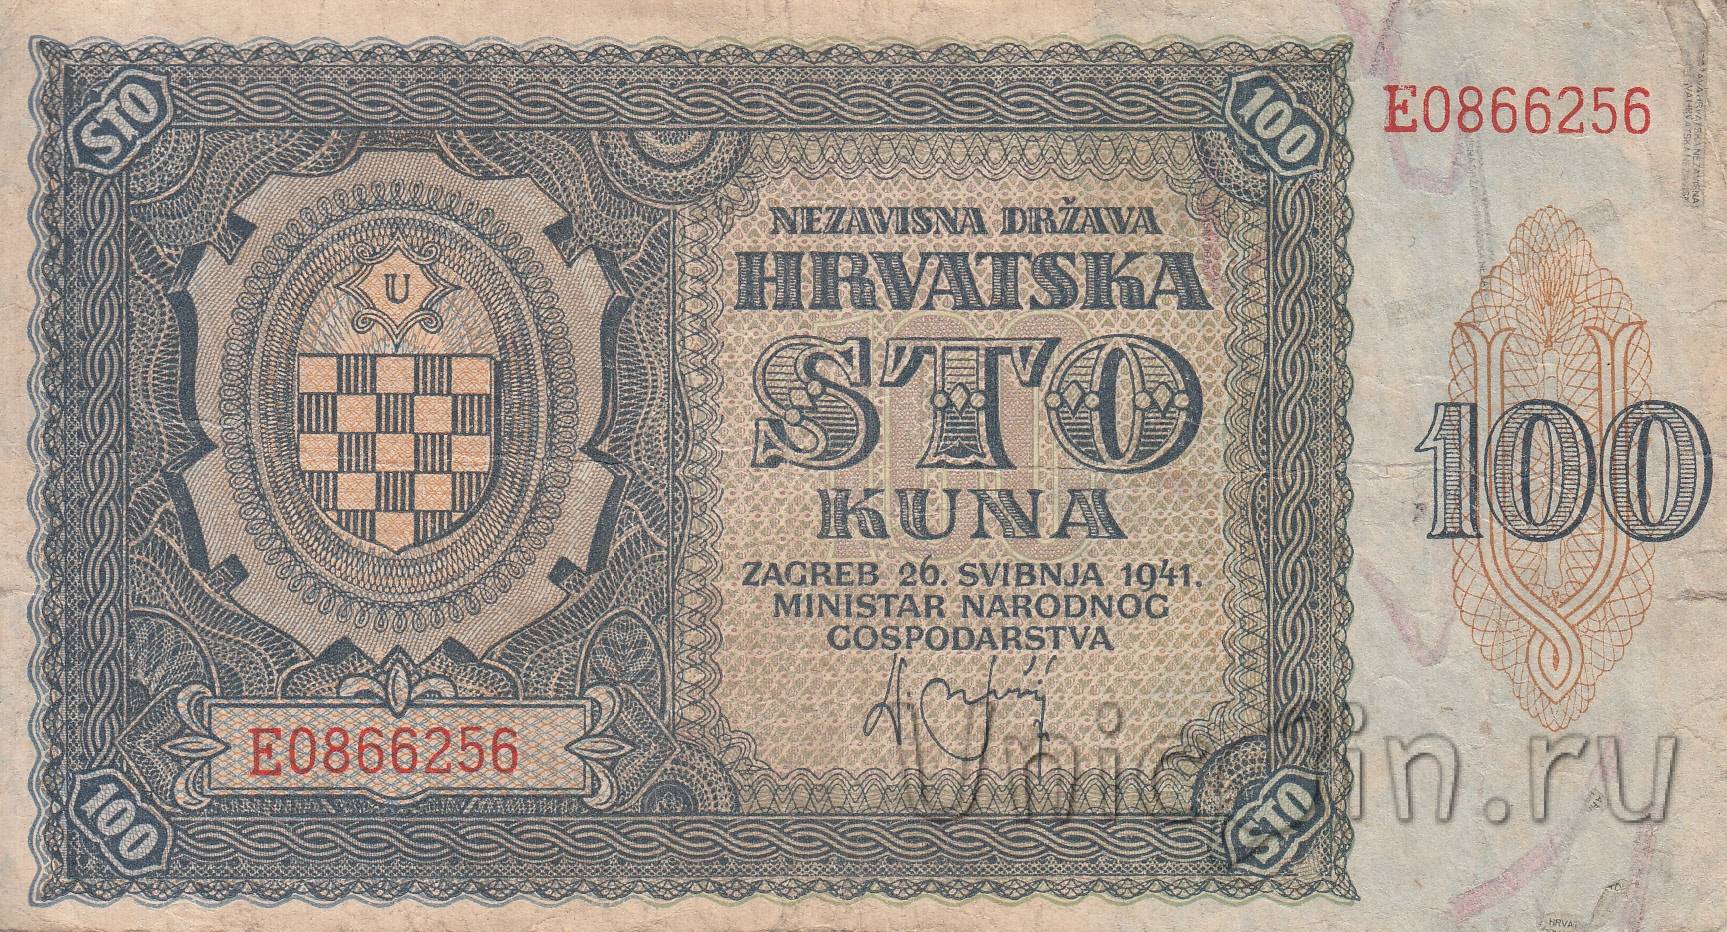 STO
100
E0866256
NEZAVISNA DRŽAVA
HRVATSKA
STO
KUNA
ZAGREB 26. SVIBNJA 1941.
MINISTAR NARODNOG
GOSPODARSTVA
U
100
E0866256
100
STO